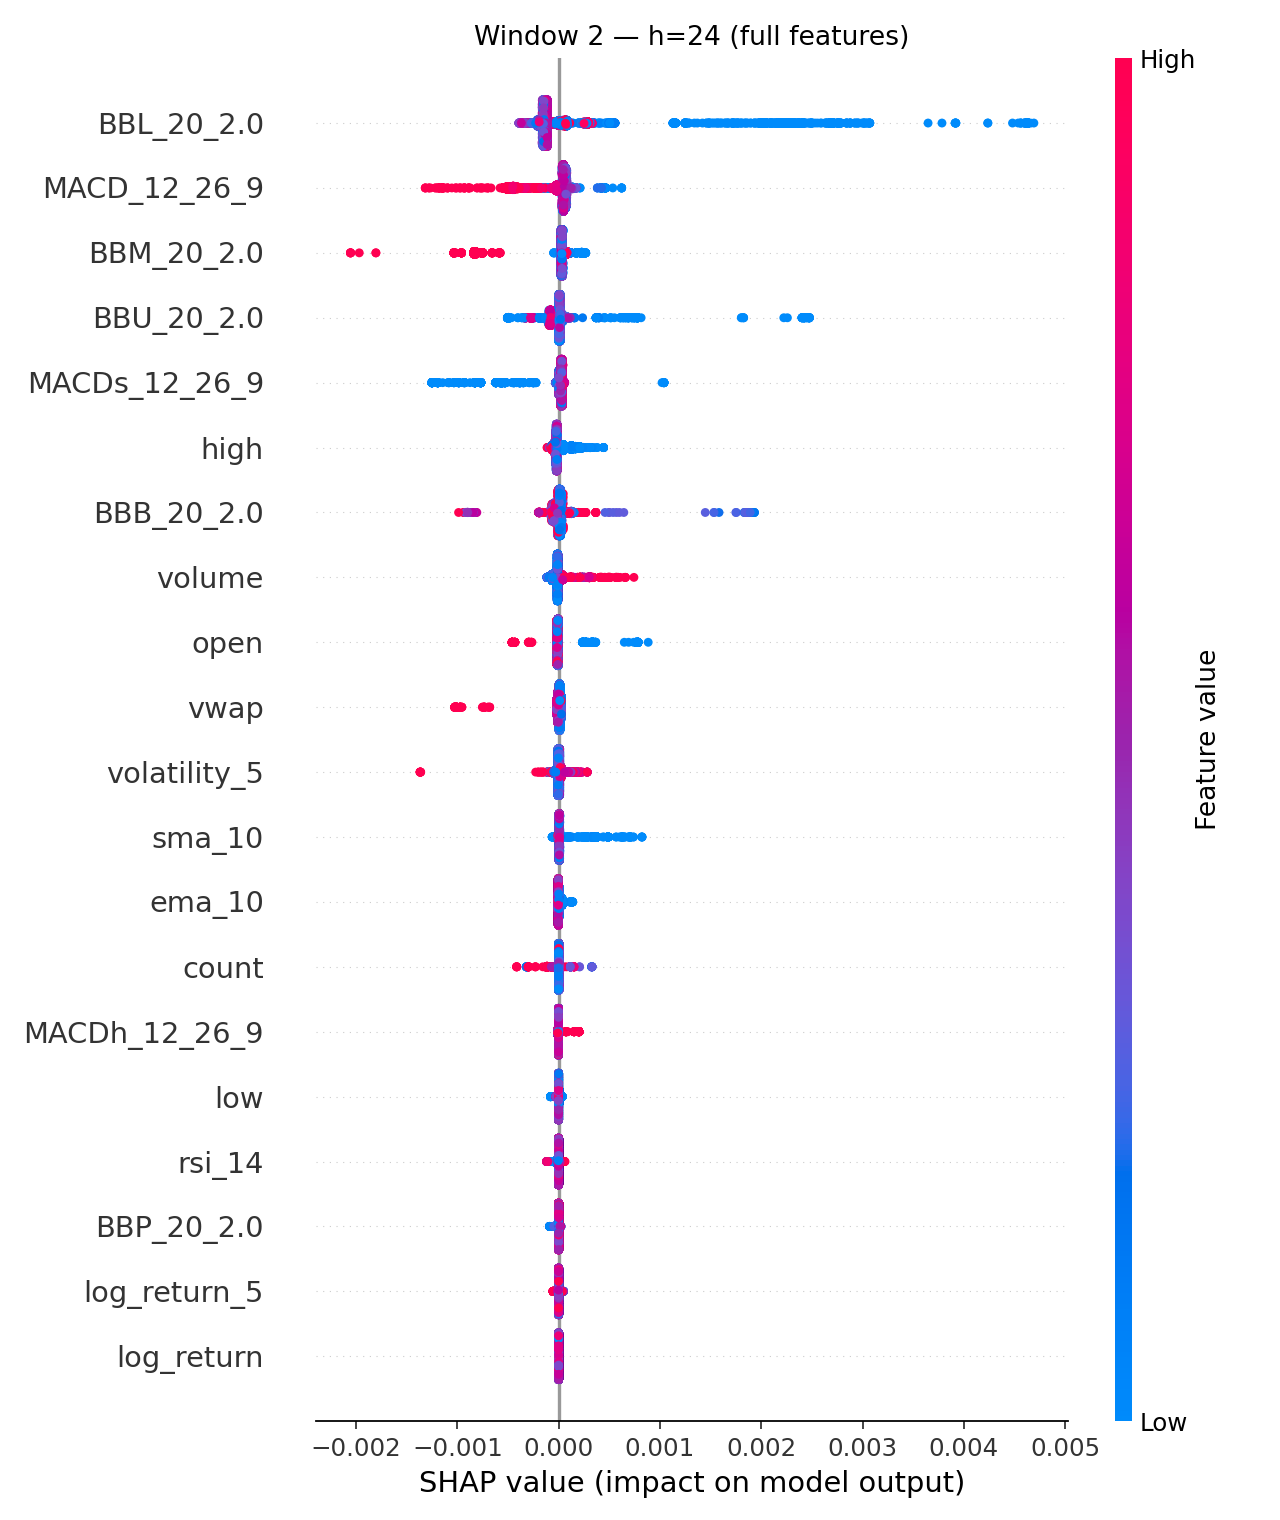 Window 2 — h=24 (full features)
High
BBL_20_2.0
MACD_12_26_9
BBM_20_2.0
BBU_20_2.0
MACDs_12_26_9
high
BBB_20_2.0
volume
open
vwap
volatility_5
sma_10
ema_10
count
MACDh_12_26_9
low
rsi_14
BBP_20_2.0
log_return_5
log_return
Feature value
Low
−0.002 −0.001 0.000 0.001 0.002 0.003 0.004 0.005
SHAP value (impact on model output)